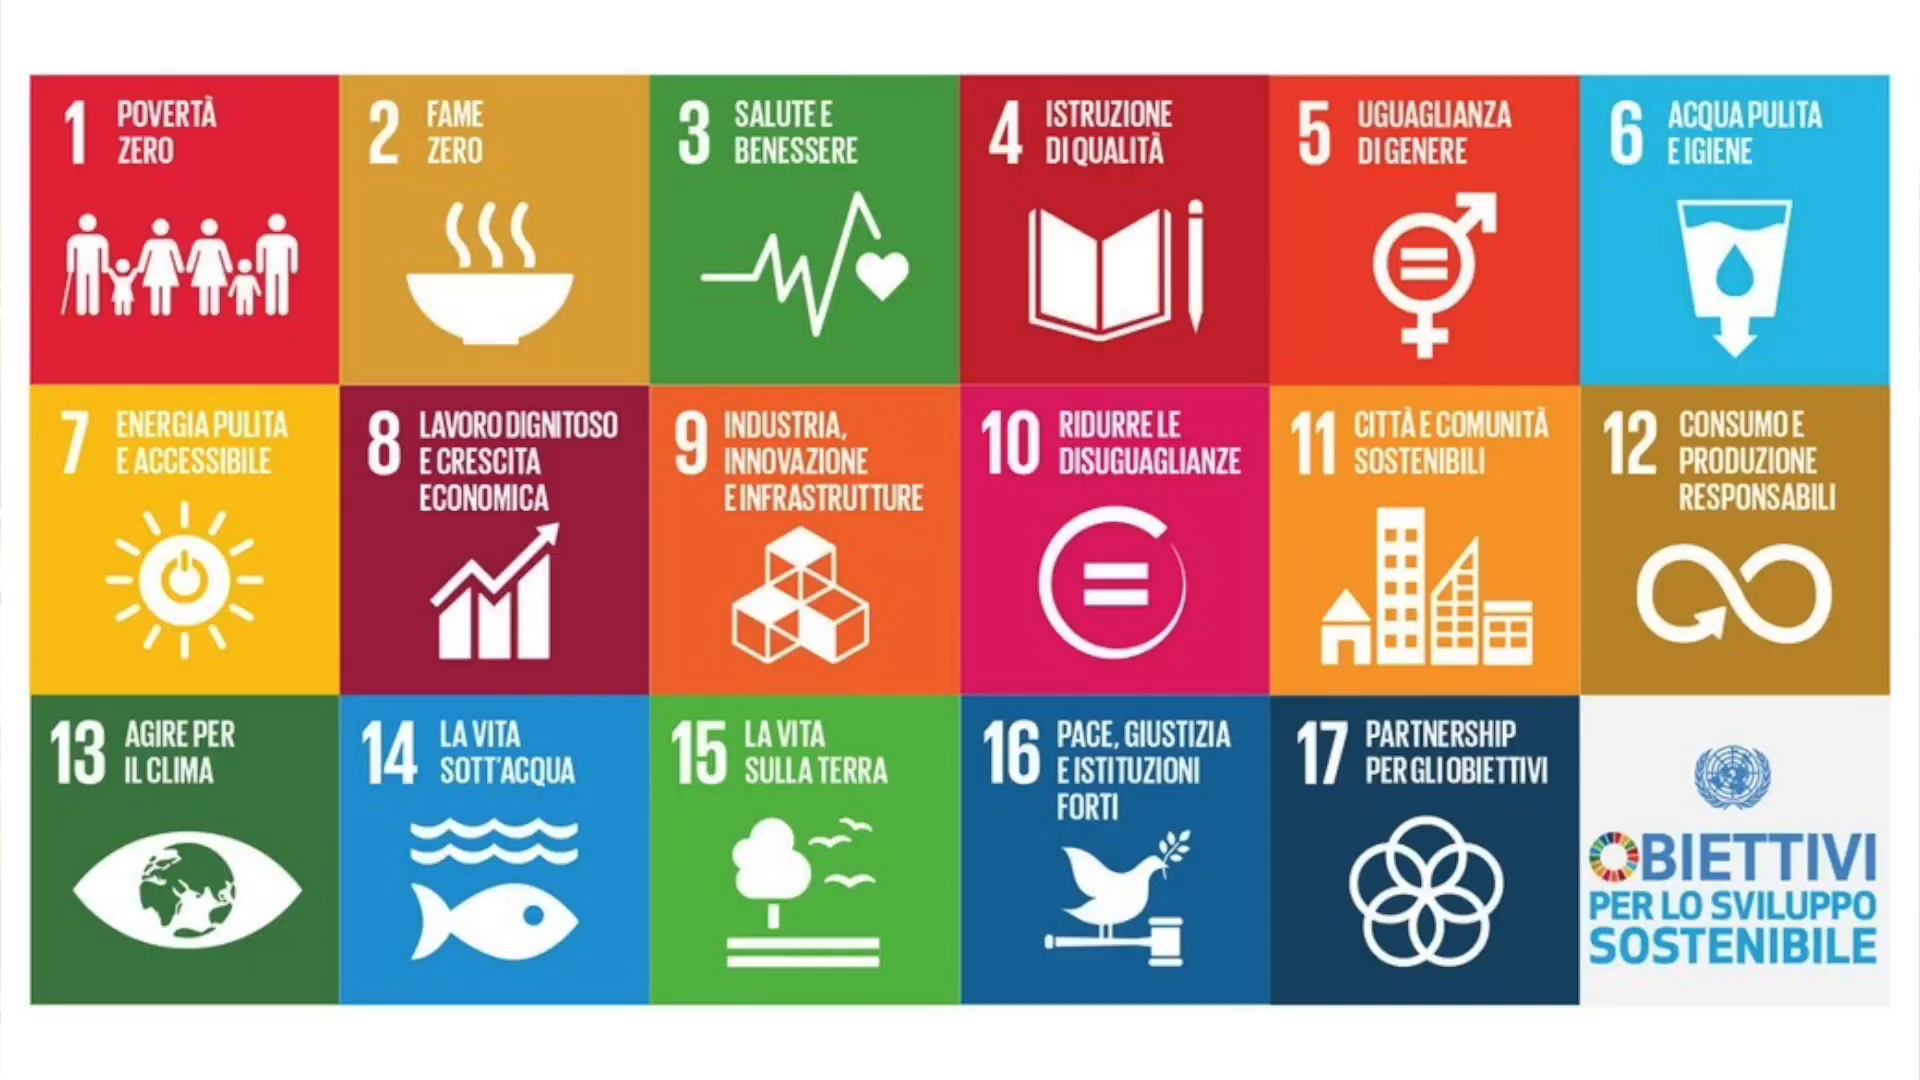 1 POVERTÀ
ZERO
2 FAME
ZERO
3 SALUTE E
BENESSERE
4 ISTRUZIONE
DI QUALITÀ
5 UGUAGLIANZA
DI GENERE
6 ACQUA PULITA
E IGIENE
7 ENERGIA PULITA
E ACCESSIBILE
8 LAVORO DIGNITOSO
E CRESCITA
ECONOMICA
9 INDUSTRIA,
INNOVAZIONE
E INFRASTRUTTURE
10 RIDURRE LE
DISUGUAGLIANZE
11 CITTÀ E COMUNITÀ
SOSTENIBILI
12 CONSUMO E
PRODUZIONE
RESPONSABILI
13 AGIRE PER
IL CLIMA
14 LA VITA
SOTT'ACQUA
15 LA VITA
SULLA TERRA
16 PACE, GIUSTIZIA
E ISTITUZIONI
FORTI
17 PARTNERSHIP
PER GLI OBIETTIVI
OBIETTIVI
PER LO SVILUPPO
SOSTENIBILE